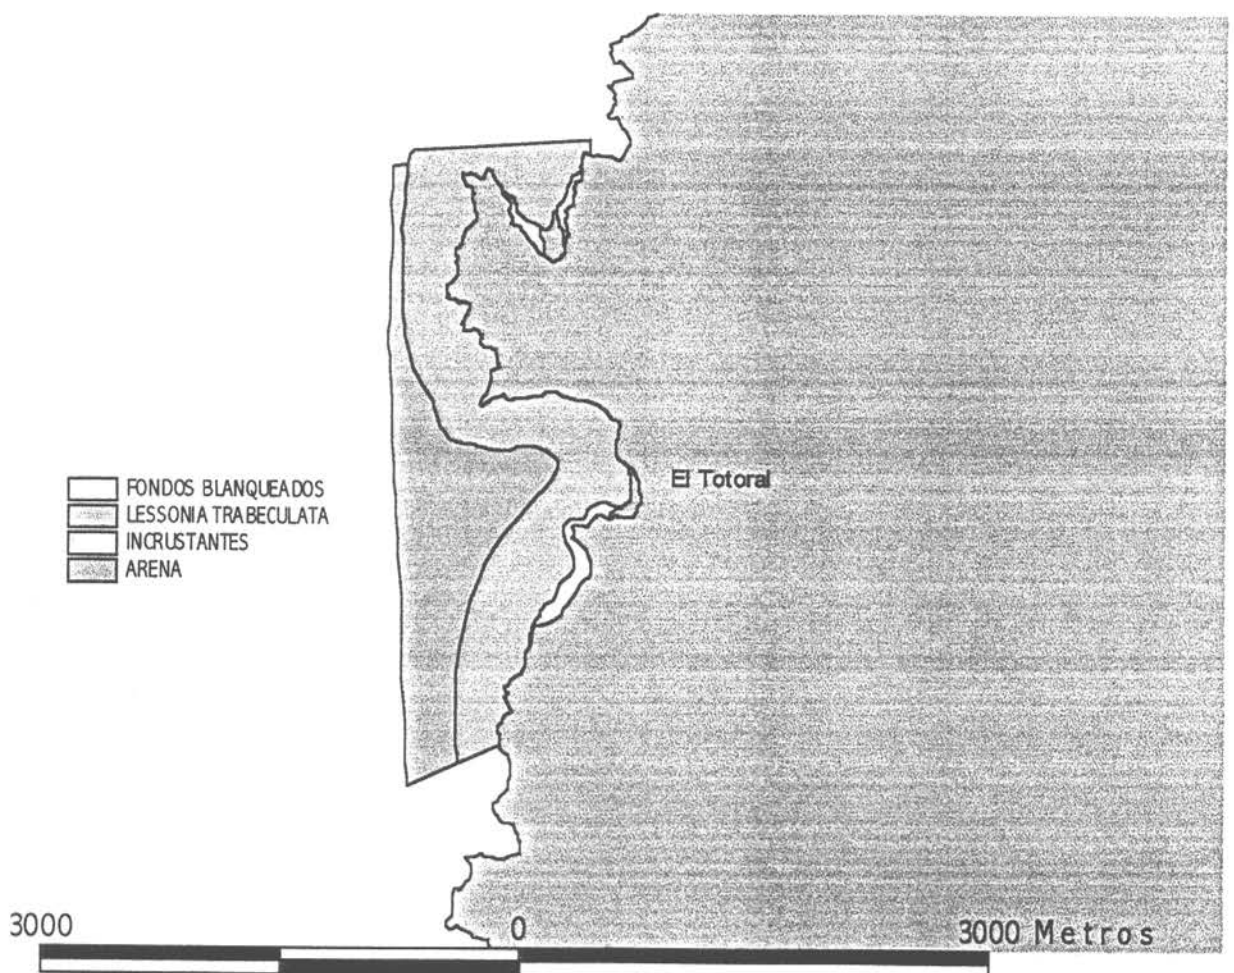 El Totoral
FONDOS BLANQUEADOS
LESSONIA TRABECULATA
INCRUSTANTES
ARENA
3000 0 3000 Metros